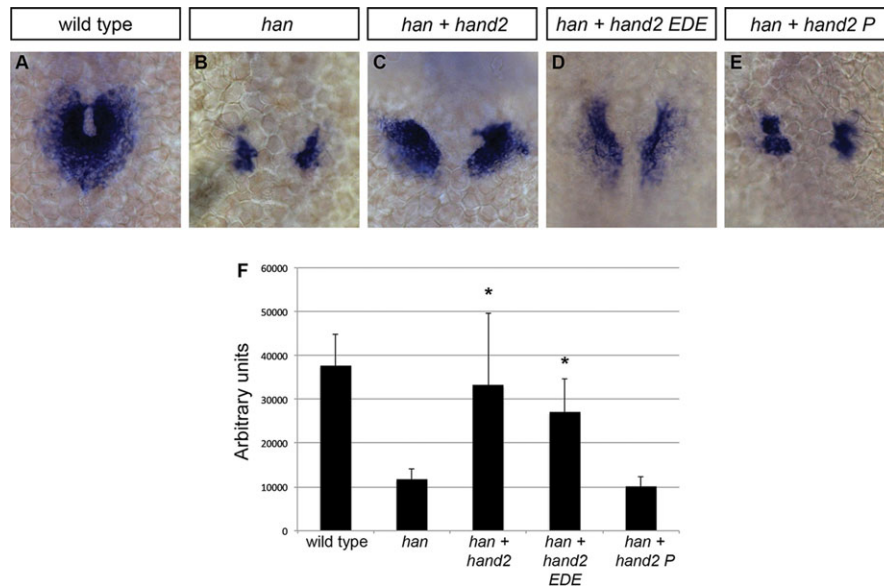 wild type han han + hand2 han + hand2 EDE han + hand2 P
A B C D E
F
60000
50000
40000
30000
20000
10000
0
Arbitrary units
* *
wild type han han + hand2 han + hand2 EDE han + hand2 P